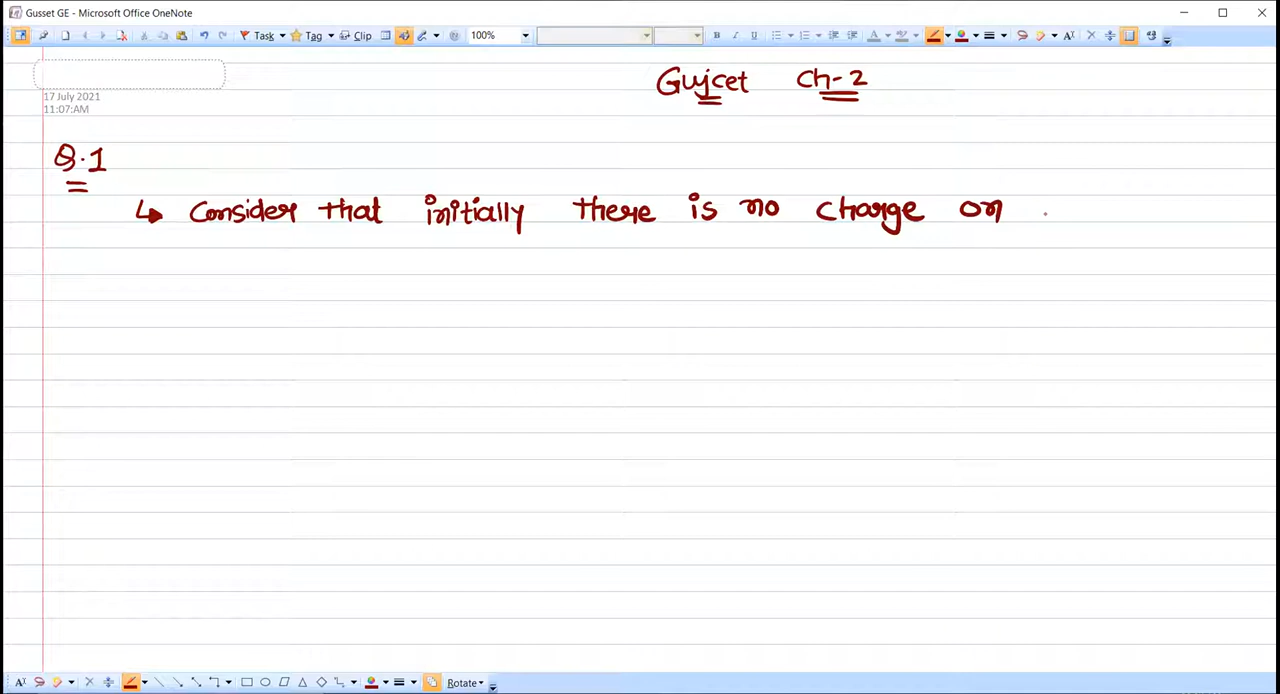 Gusset GE - Microsoft Office OneNote
Task Tag Clip 100% B I U
Gujcet Ch-2
17 July 2021
11:07:AM
Q.1
↳ Consider that initially there is no charge on
Rotate